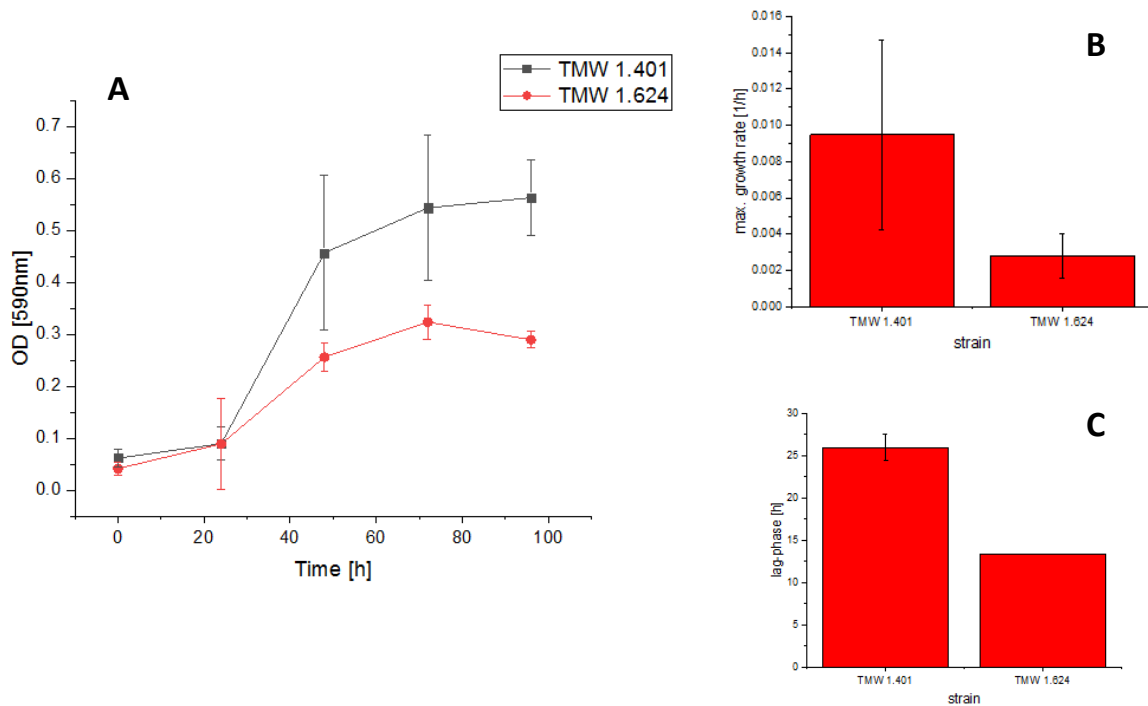 A
TMW 1.401
TMW 1.624
OD [590nm]
0.7
0.6
0.5
0.4
0.3
0.2
0.1
0.0
0 20 40 60 80 100
Time [h]
B
max. growth rate [1/h]
0.016
0.014
0.012
0.010
0.008
0.006
0.004
0.002
0.000
TMW 1.401 TMW 1.624
strain
C
lag-phase [h]
30
25
20
15
10
5
0
TMW 1.401 TMW 1.624
strain